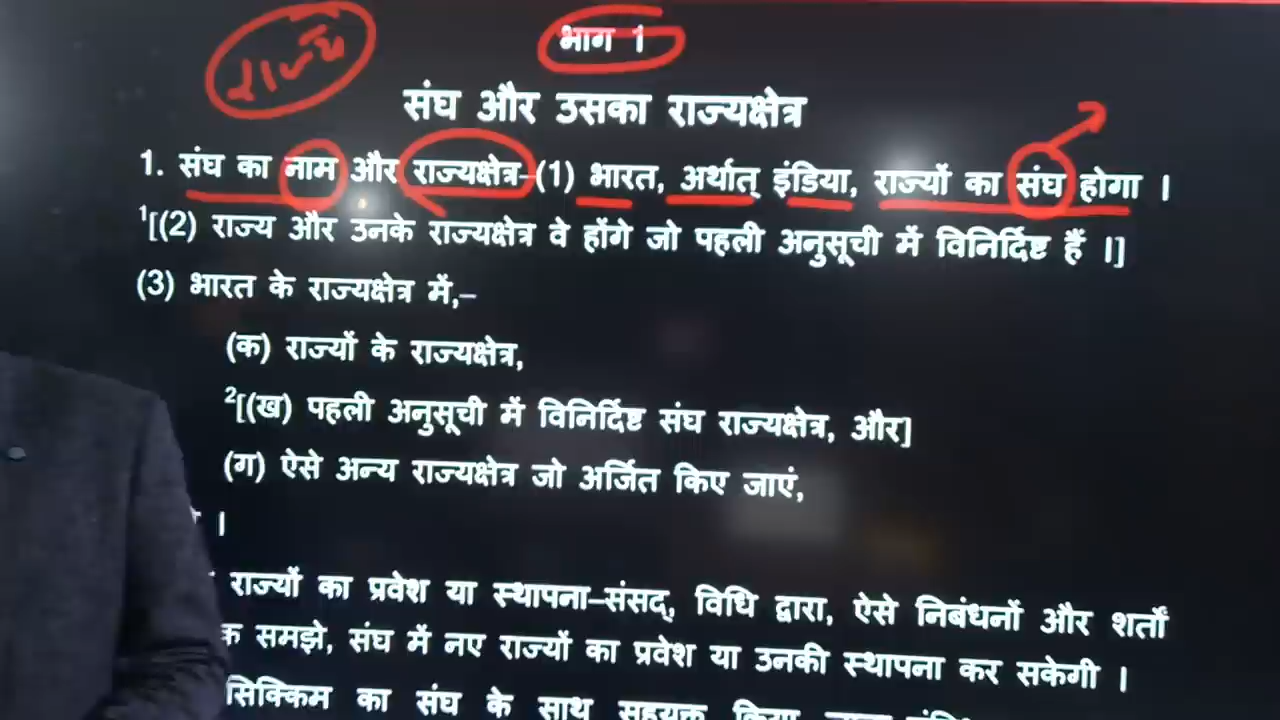 राज्य
भाग 1
संघ और उसका राज्यक्षेत्र
1. संघ का नाम और राज्यक्षेत्र–(1) भारत, अर्थात् इंडिया, राज्यों का संघ होगा ।
¹[(2) राज्य और उनके राज्यक्षेत्र वे होंगे जो पहली अनुसूची में विनिर्दिष्ट हैं ।]
(3) भारत के राज्यक्षेत्र में,–
(क) राज्यों के राज्यक्षेत्र,
²[(ख) पहली अनुसूची में विनिर्दिष्ट संघ राज्यक्षेत्र, और]
(ग) ऐसे अन्य राज्यक्षेत्र जो अर्जित किए जाएं,
।
राज्यों का प्रवेश या स्थापना–संसद्, विधि द्वारा, ऐसे निबंधनों और शर्तों
समझे, संघ में नए राज्यों का प्रवेश या उनकी स्थापना कर सकेगी ।
सिक्किम का संघ के साथ सहयुक्त किया